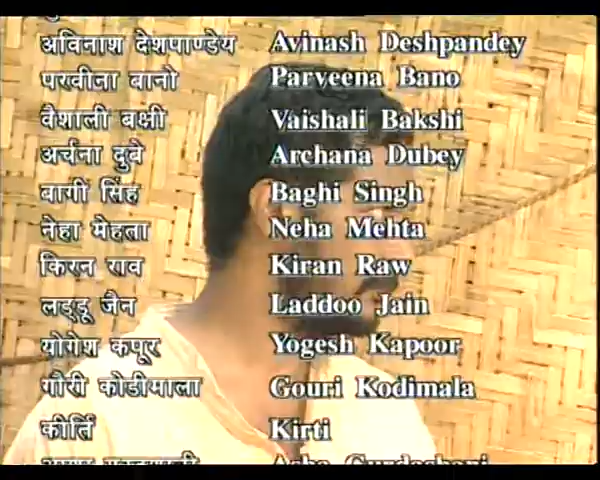 अविनाश देशपाण्डेय Avinash Deshpandey
परवीना बानो Parveena Bano
वैशाली बक्षी Vaishali Bakshi
अर्चना दुबे Archana Dubey
बागी सिंह Baghi Singh
नेहा मेहता Neha Mehta
किरन राव Kiran Raw
लड्डू जैन Laddoo Jain
योगेश कपूर Yogesh Kapoor
गौरी कोडीमाला Gouri Kodimala
कीर्ति Kirti